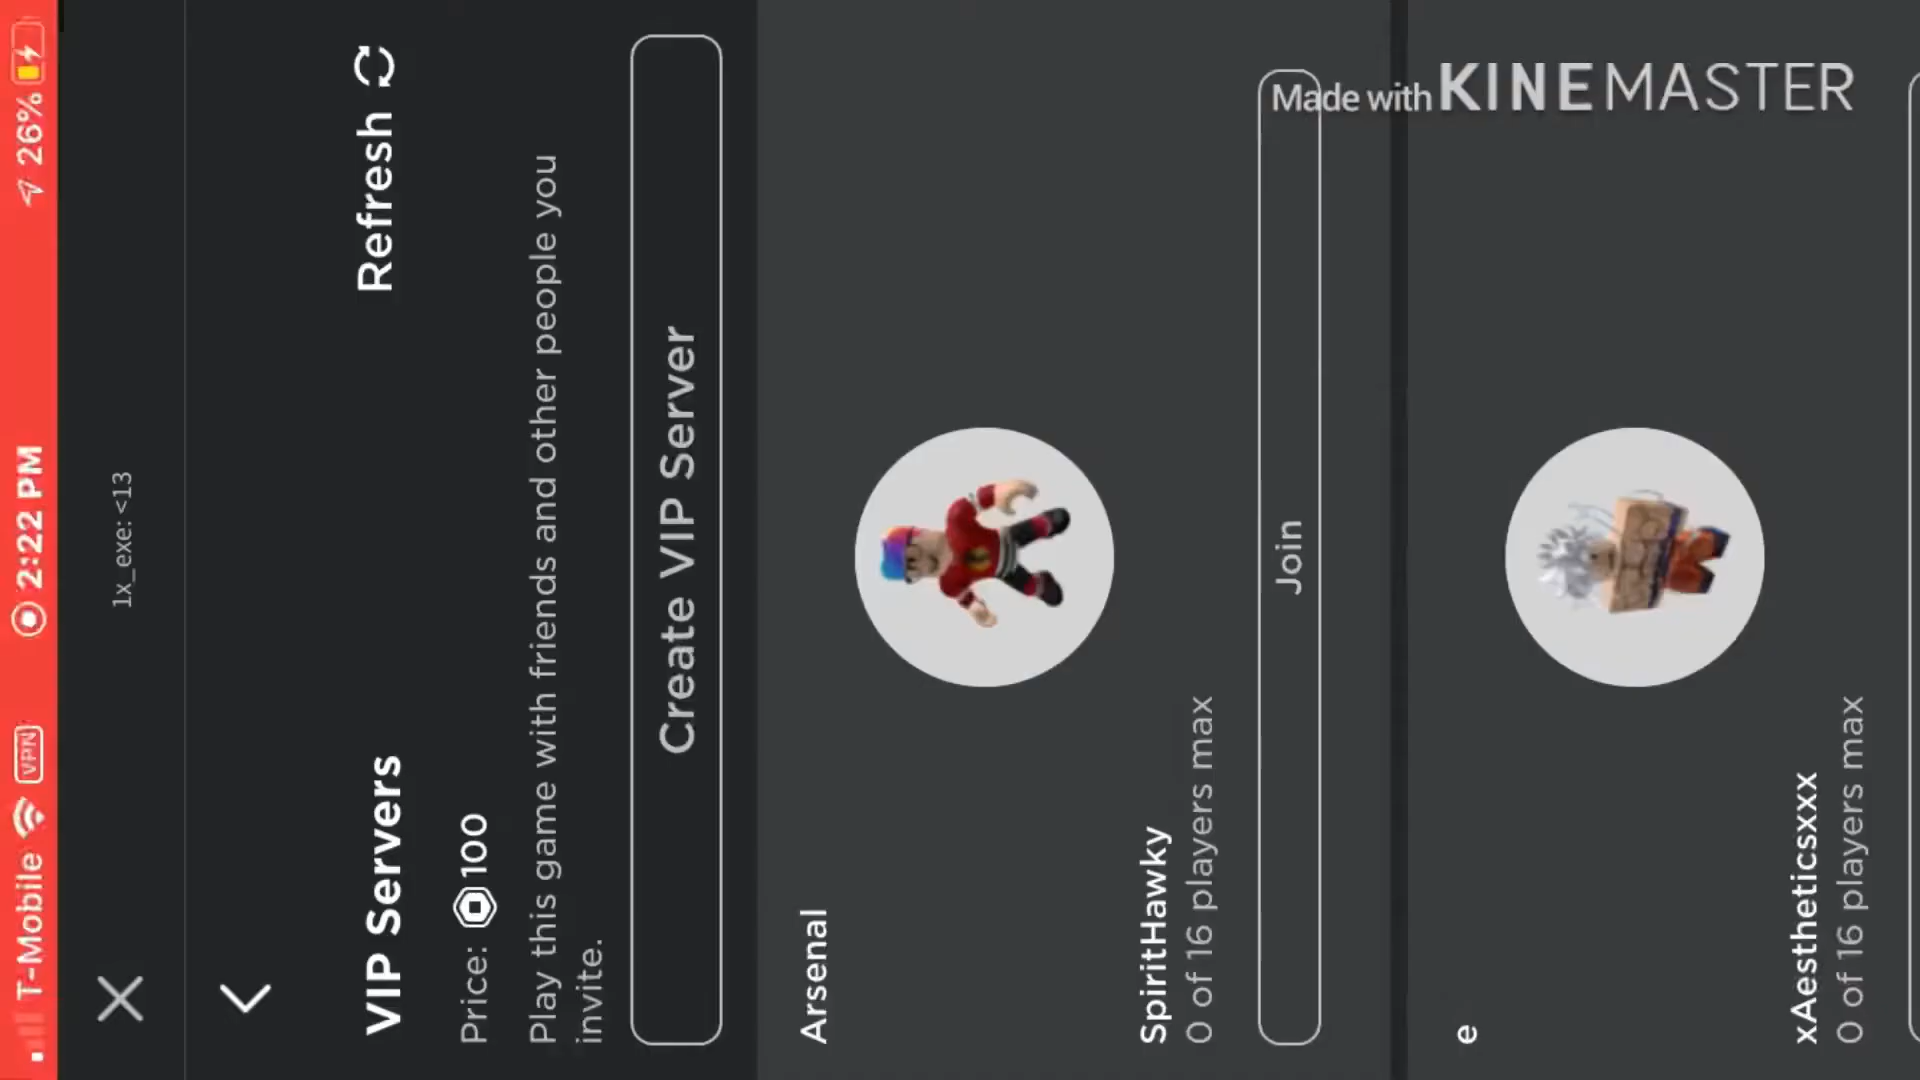 T-Mobile VPN 2:22 PM 26%
1x_exe: <13
VIP Servers Refresh
Price: 100
Play this game with friends and other people you
invite.
Create VIP Server
Arsenal
SpiritHawky
0 of 16 players max
Join
e
xAestheticsxxx
0 of 16 players max
Made with KINEMASTER